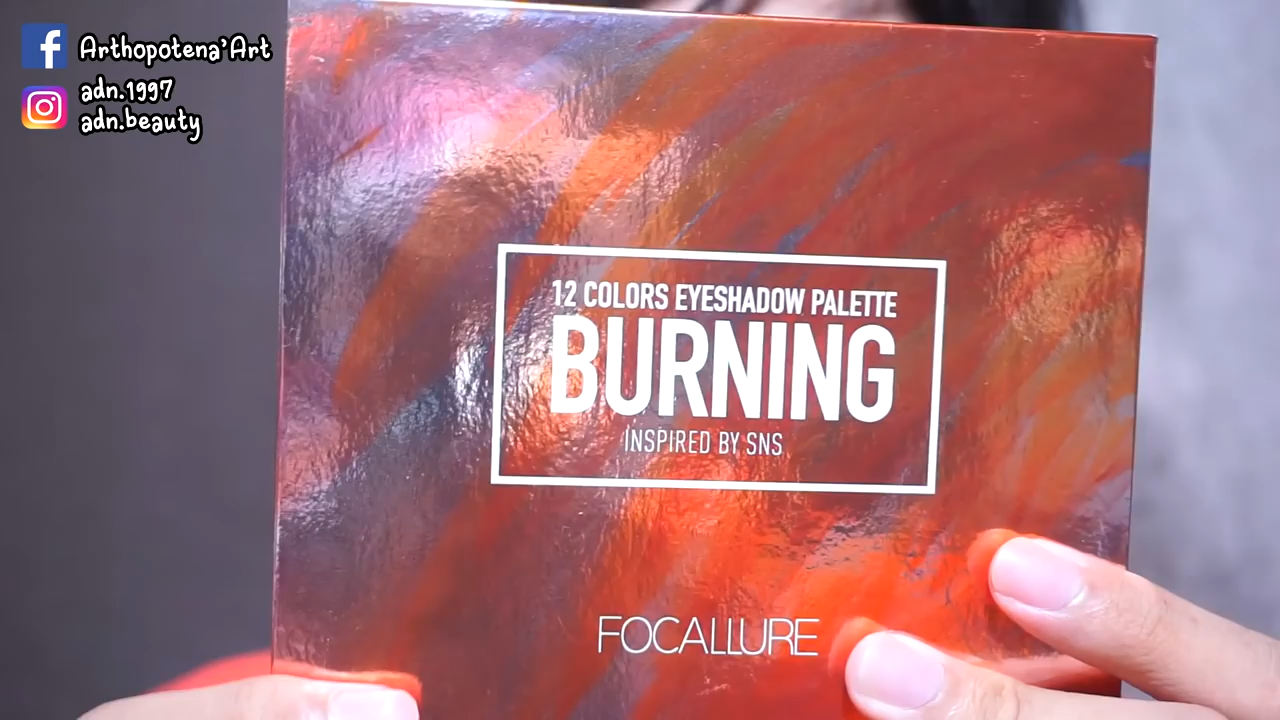 Arthopotena'Art
adn.1997
adn.beauty
12 COLORS EYESHADOW PALETTE
BURNING
INSPIRED BY SNS
FOCALLURE